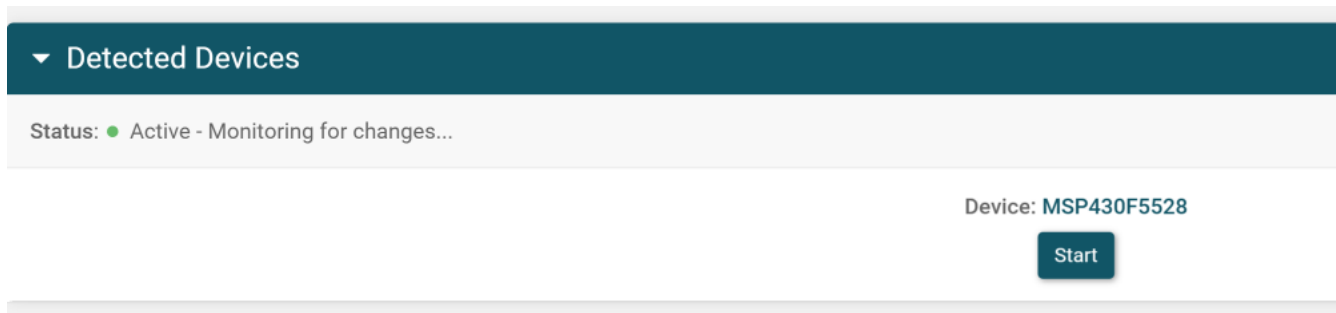 Detected Devices
Status: Active - Monitoring for changes...
Device: MSP430F5528
Start